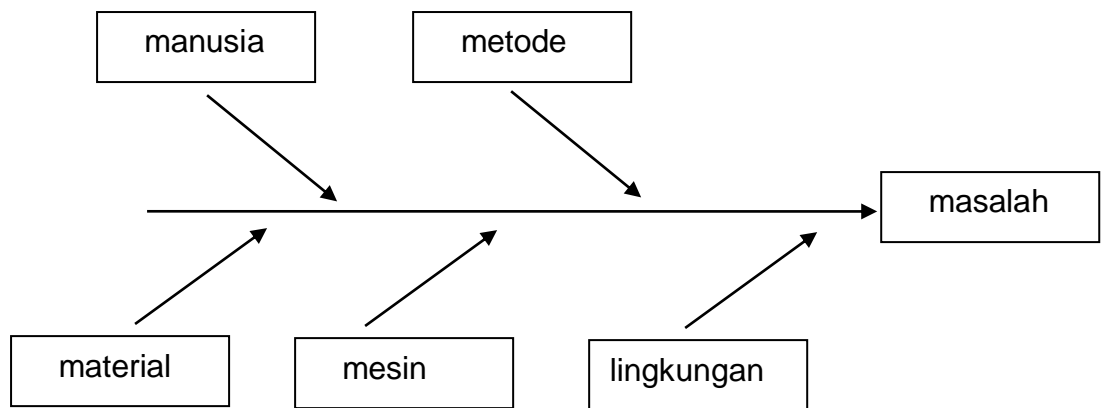 manusia
metode
masalah
material
mesin
lingkungan